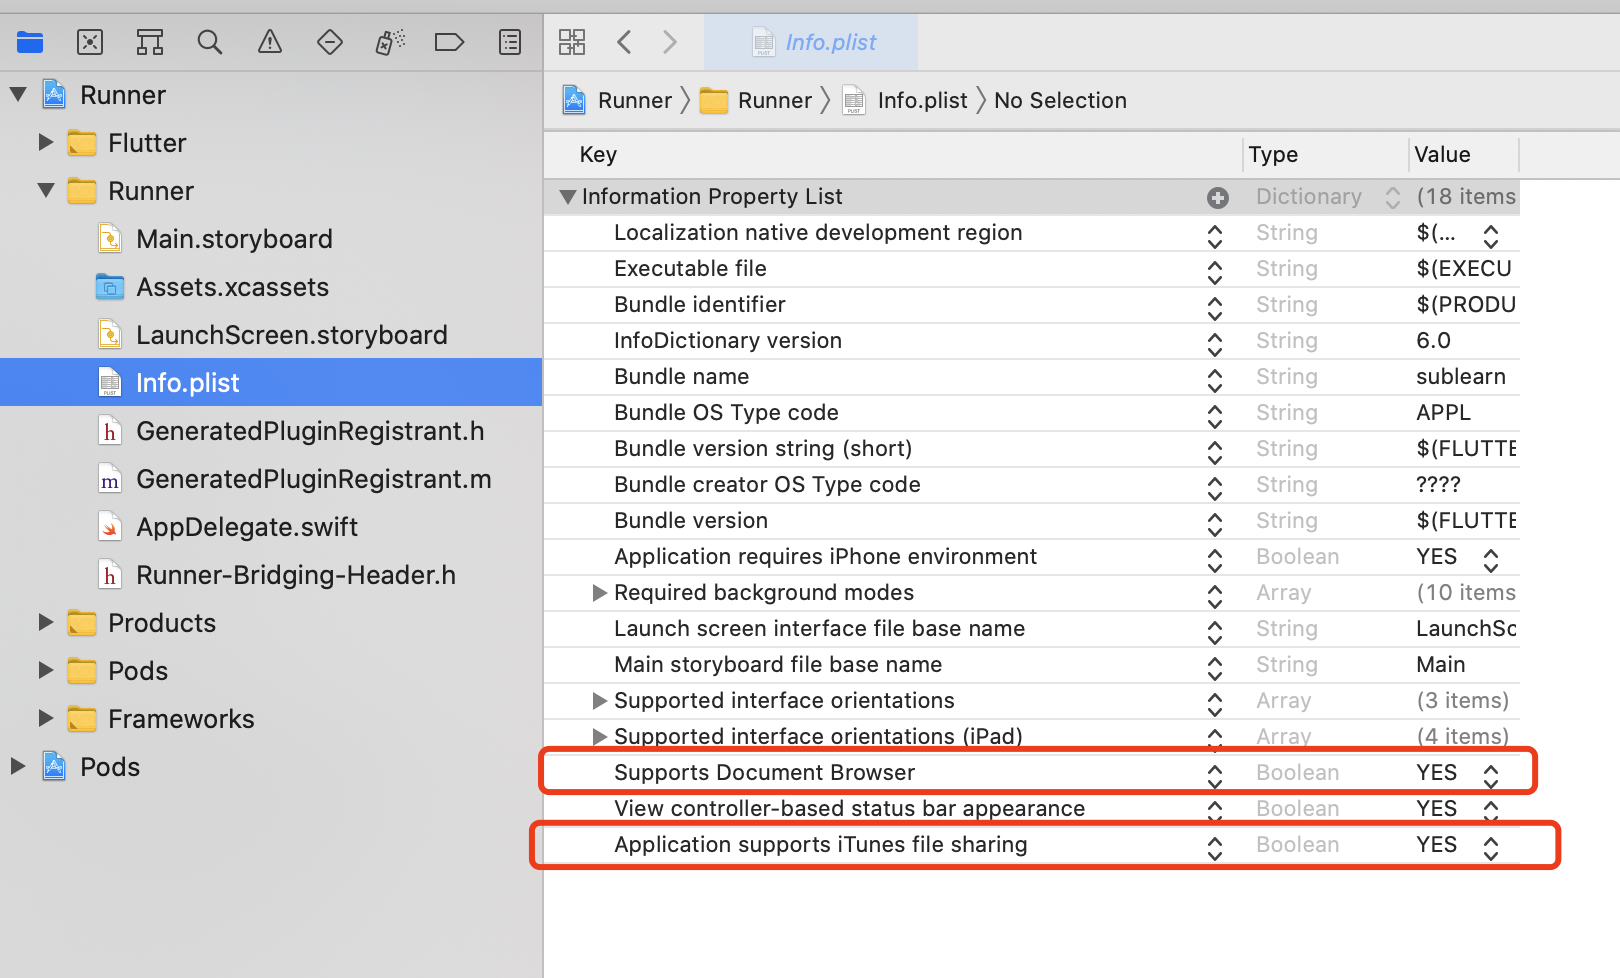 Info.plist
Runner
Flutter
Runner
Main.storyboard
Assets.xcassets
LaunchScreen.storyboard
Info.plist
GeneratedPluginRegistrant.h
GeneratedPluginRegistrant.m
AppDelegate.swift
Runner-Bridging-Header.h
Products
Pods
Frameworks
Pods
Runner Runner Info.plist No Selection
Key Type Value
Information Property List Dictionary (18 items
Localization native development region String $(...
Executable file String $(EXECU
Bundle identifier String $(PRODU
InfoDictionary version String 6.0
Bundle name String sublearn
Bundle OS Type code String APPL
Bundle version string (short) String $(FLUTTE
Bundle creator OS Type code String ????
Bundle version String $(FLUTTE
Application requires iPhone environment Boolean YES
Required background modes Array (10 items
Launch screen interface file base name String LaunchSc
Main storyboard file base name String Main
Supported interface orientations Array (3 items)
Supported interface orientations (iPad) Array (4 items)
Supports Document Browser Boolean YES
View controller-based status bar appearance Boolean YES
Application supports iTunes file sharing Boolean YES